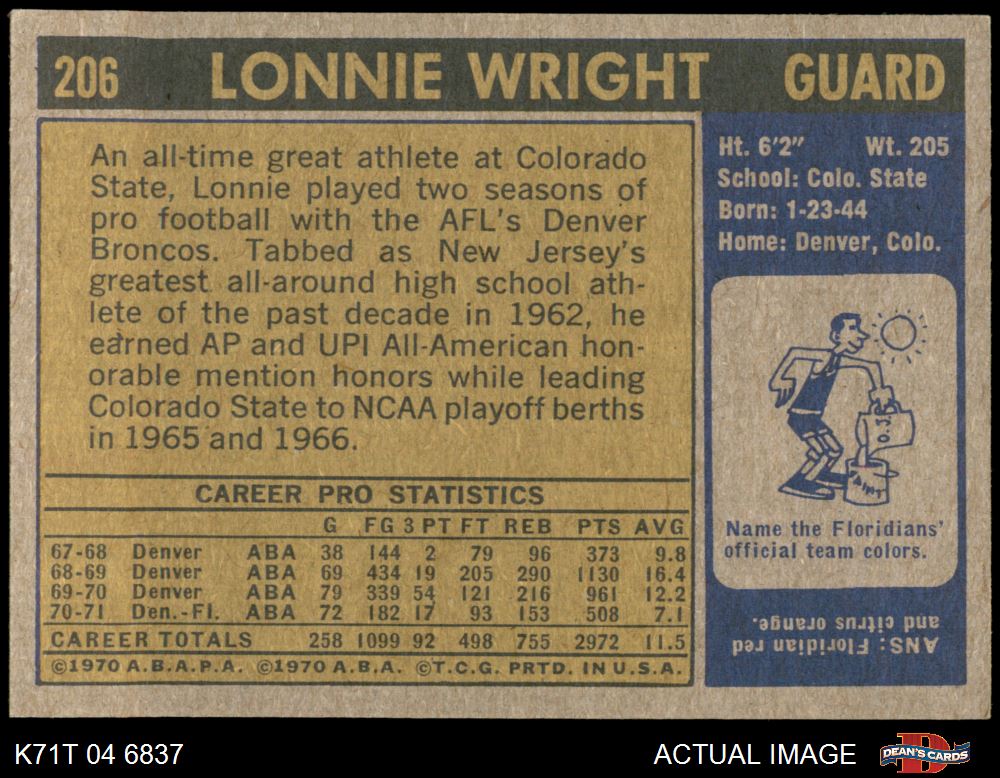 206 LONNIE WRIGHT GUARD
An all-time great athlete at Colorado
State, Lonnie played two seasons of
pro football with the AFL's Denver
Broncos. Tabbed as New Jersey's
greatest all-around high school ath-
lete of the past decade in 1962, he
earned AP and UPI All-American hon-
orable mention honors while leading
Colorado State to NCAA playoff berths
in 1965 and 1966.
CAREER PRO STATISTICS
G FG 3 PT FT REB PTS AVG
67-68 Denver ABA 38 144 2 79 96 373 9.8
68-69 Denver ABA 69 434 19 205 290 1130 16.4
69-70 Denver ABA 79 339 54 121 216 961 12.2
70-71 Den.-Fl. ABA 72 182 17 93 153 508 7.1
CAREER TOTALS 258 1099 92 498 755 2972 11.5
©1970 A.B.A.P.A. ©1970 A.B.A. ©T.C.G. PRTD. IN U.S.A.
Ht. 6'2" Wt. 205
School: Colo. State
Born: 1-23-44
Home: Denver, Colo.
O.J.
PAINT
Name the Floridians'
official team colors.
ANS: Floridian red
and citrus orange.
K71T 04 6837 ACTUAL IMAGE DEAN'S CARDS